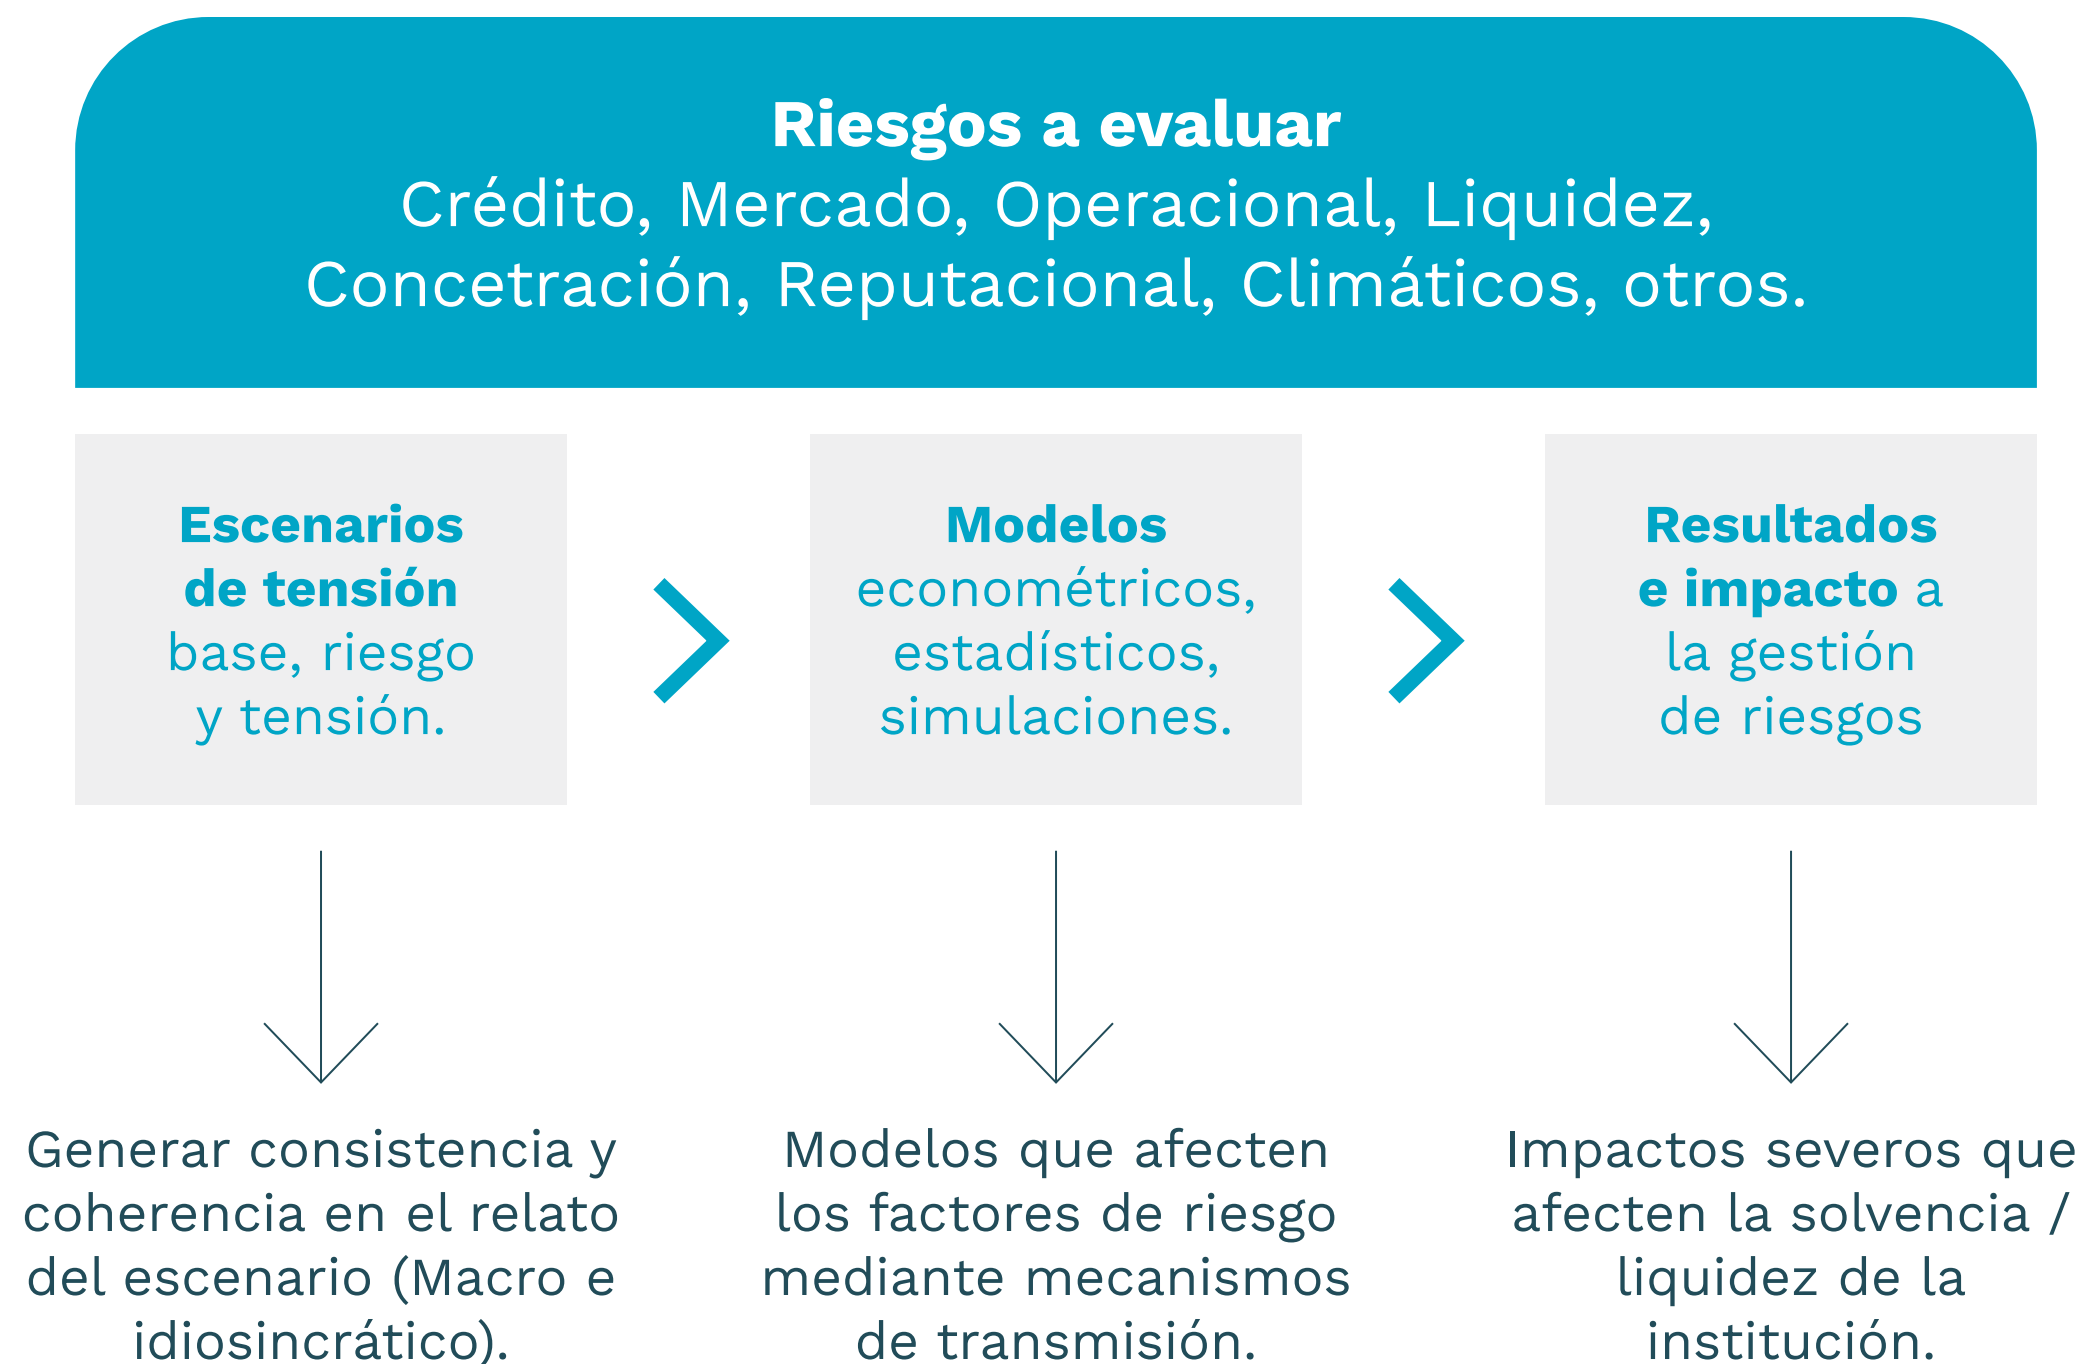 Riesgos a evaluar
Crédito, Mercado, Operacional, Liquidez,
Concetración, Reputacional, Climáticos, otros.
Escenarios
de tensión
base, riesgo
y tensión.
Modelos
econométricos,
estadísticos,
simulaciones.
Resultados
e impacto a
la gestión
de riesgos
Generar consistencia y
coherencia en el relato
del escenario (Macro e
idiosincrático).
Modelos que afecten
los factores de riesgo
mediante mecanismos
de transmisión.
Impactos severos que
afecten la solvencia /
liquidez de la
institución.